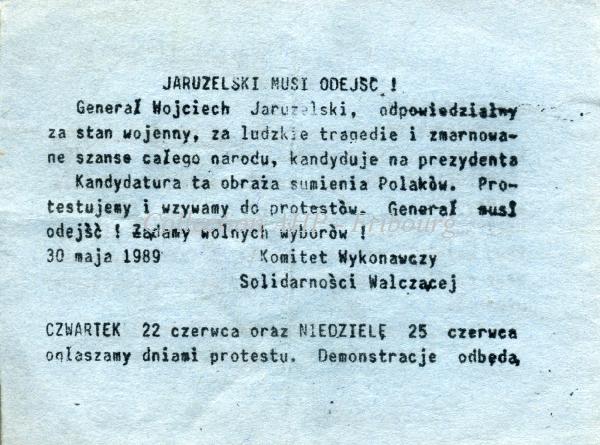 JARUZELSKI MUSI ODEJŚĆ !
Generał Wojciech Jaruzelski, odpowiedzialny
za stan wojenny, za ludzkie tragedie i zmarnowa-
ne szanse całego narodu, kandyduje na prezydenta
Kandydatura ta obraża sumienia Polaków. Pro-
testujemy i wzywamy do protestów. Generał musi
odejść ! Żądamy wolnych wyborów !
30 maja 1989 Komitet Wykonawczy
Solidarności Walczącej
CZWARTEK 22 czerwca oraz NIEDZIELĘ 25 czerwca
ogłaszamy dniami protestu. Demonstracje odbędą